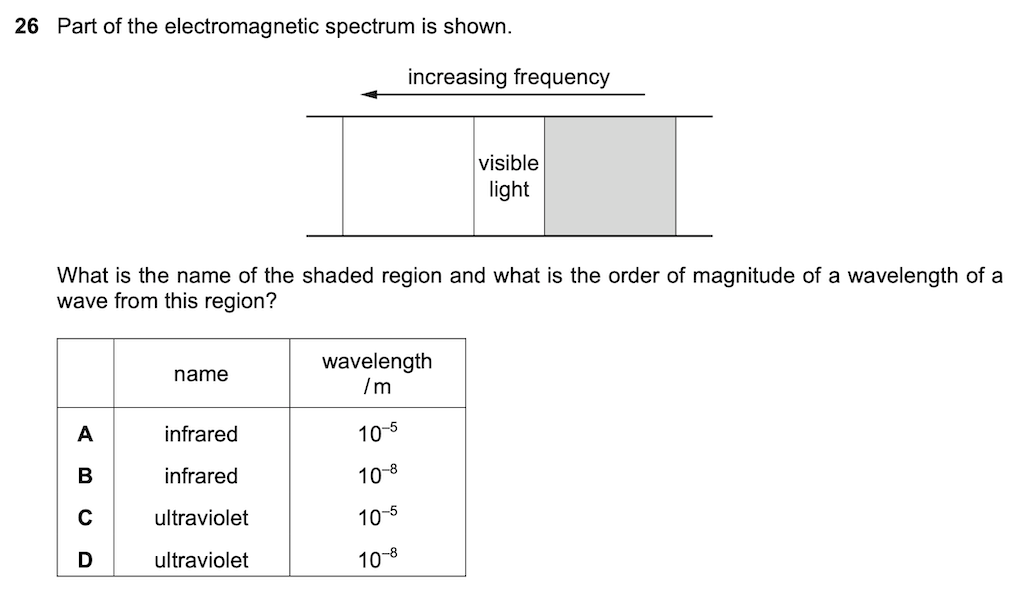 26 Part of the electromagnetic spectrum is shown.
increasing frequency
visible
light
What is the name of the shaded region and what is the order of magnitude of a wavelength of a
wave from this region?
name wavelength
/ m
A infrared 10⁻⁵
B infrared 10⁻⁸
C ultraviolet 10⁻⁵
D ultraviolet 10⁻⁸